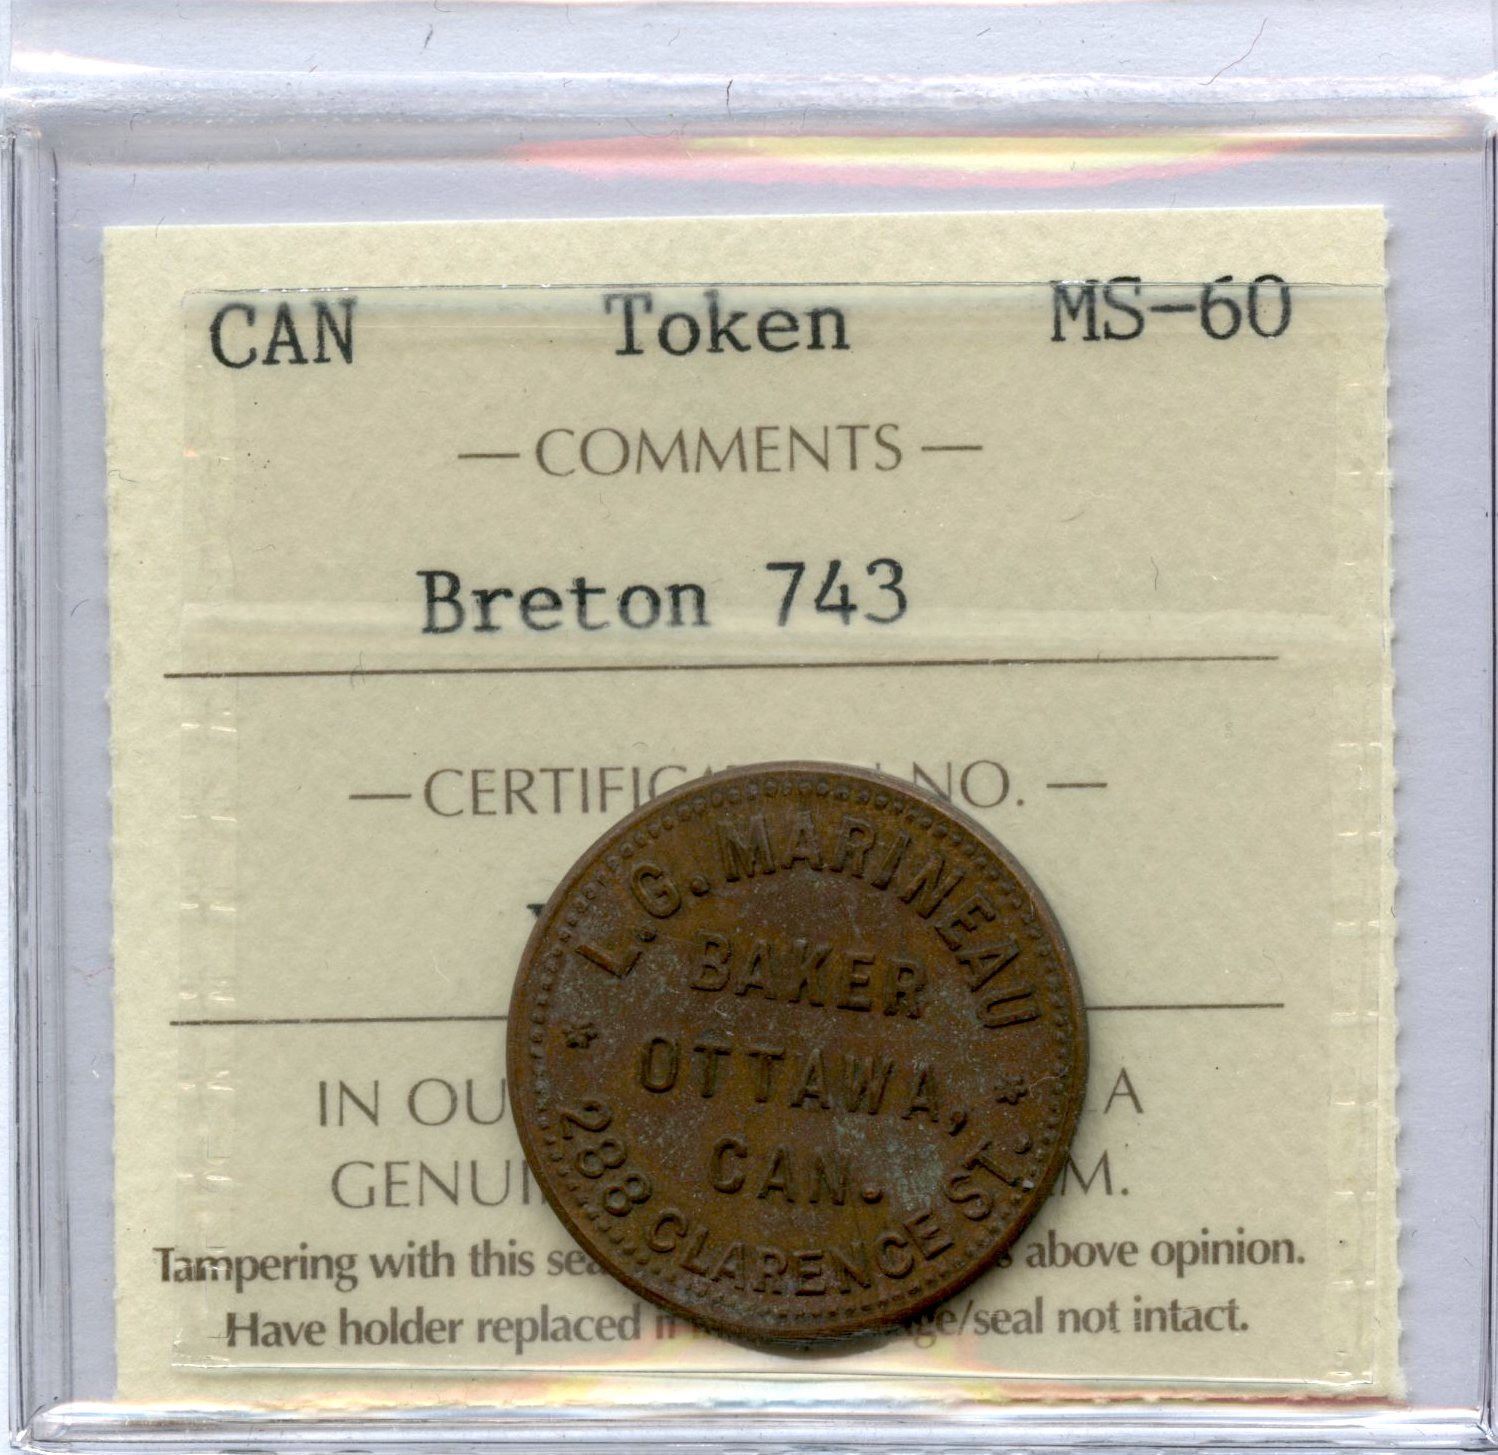 CAN Token MS-60
— COMMENTS —
Breton 743
— CERTIFIC NO. —
L.G. MARINEAU
BAKER
OTTAWA,
CAN.
* 288 CLARENCE ST. *
IN OU A
GENUI M.
Tampering with this sea above opinion.
Have holder replaced ge/seal not intact.